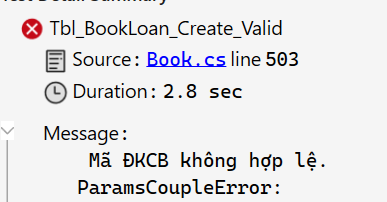 Tbl_BookLoan_Create_Valid
Source: Book.cs line 503
Duration: 2.8 sec
Message:
Mã ĐKCB không hợp lệ.
ParamsCoupleError: